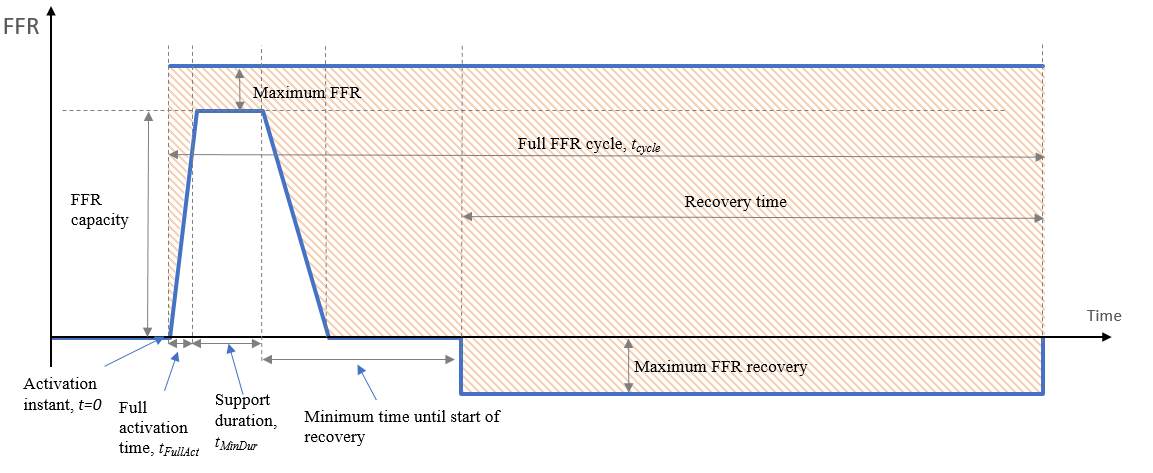 FFR
Maximum FFR
Full FFR cycle, tcycle
FFR
capacity
Recovery time
Time
Maximum FFR recovery
Activation
instant, t=0
Full
activation
time, tFullAct
Support
duration,
tMinDur
Minimum time until start of
recovery